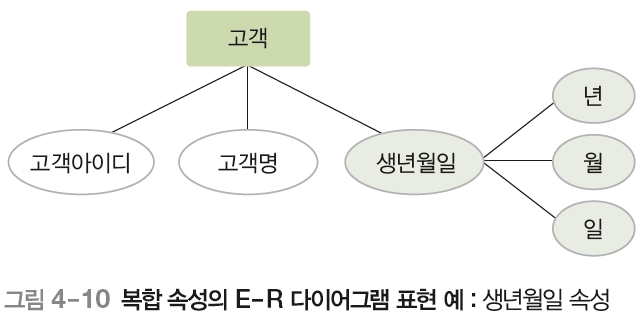 고객
고객아이디
고객명
생년월일
년
월
일
그림 4-10 복합 속성의 E-R 다이어그램 표현 예 : 생년월일 속성